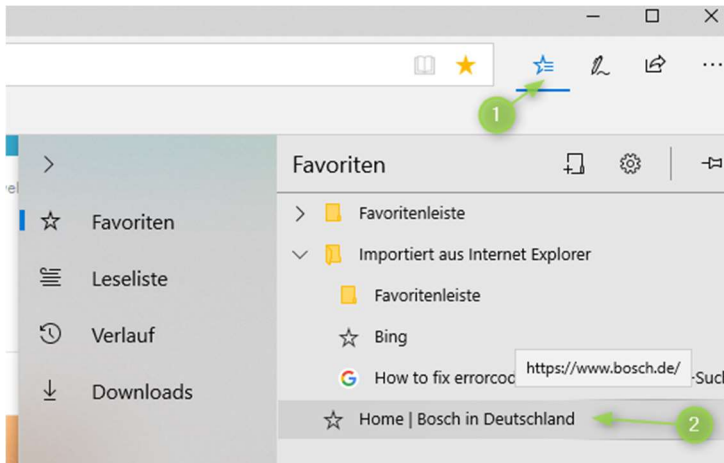 1
Favoriten
Favoriten
Favoritenleiste
Importiert aus Internet Explorer
Leseliste
Favoritenleiste
Verlauf
Bing
https://www.bosch.de/
How to fix
Downloads
Home | Bosch in Deutschland
2